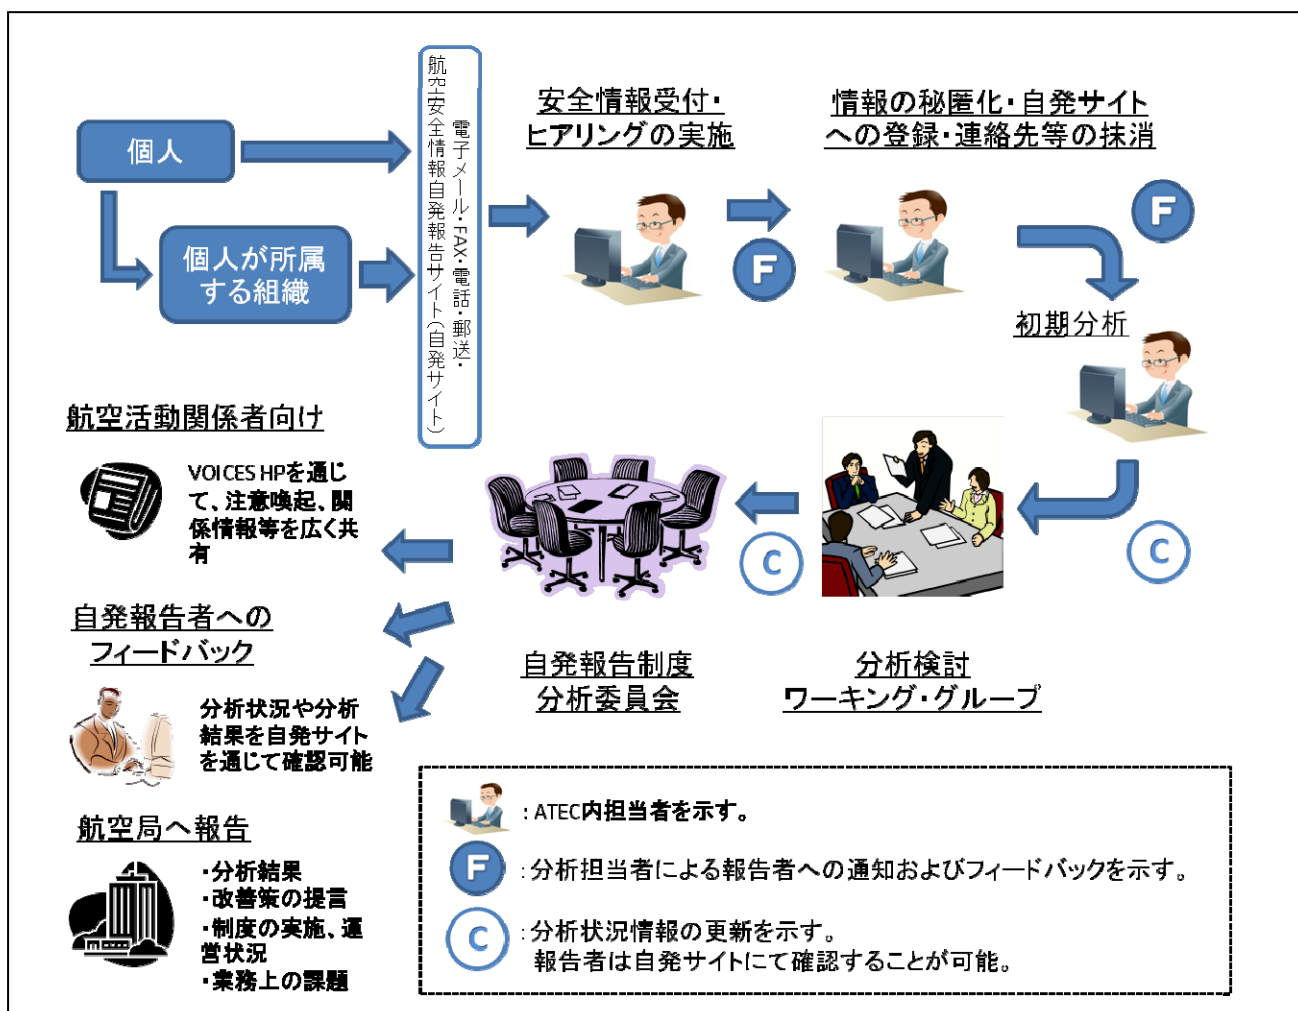 個人
個人が所属
する組織
電子メール・FAX・電話・郵送・
航空安全情報自発報告サイト(自発サイト)
安全情報受付・
ヒアリングの実施
情報の秘匿化・自発サイト
への登録・連絡先等の抹消
F
F
初期分析
C
C
分析検討
ワーキング・グループ
自発報告制度
分析委員会
航空活動関係者向け
VOICES HPを通じ
て、注意喚起、関
係情報等を広く共
有
自発報告者への
フィードバック
分析状況や分析
結果を自発サイト
を通じて確認可能
航空局へ報告
・分析結果
・改善策の提言
・制度の実施、運
営状況
・業務上の課題
：ATEC内担当者を示す。
F：分析担当者による報告者への通知およびフィードバックを示す。
C：分析状況情報の更新を示す。
報告者は自発サイトにて確認することが可能。